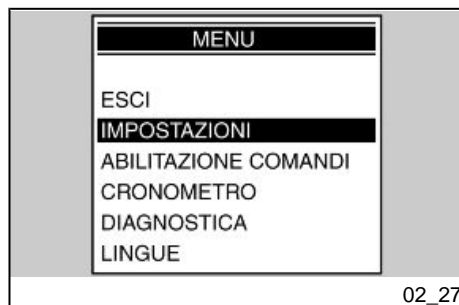 MENU
ESCI
IMPOSTAZIONI
ABILITAZIONE COMANDI
CRONOMETRO
DIAGNOSTICA
LINGUE
02_27